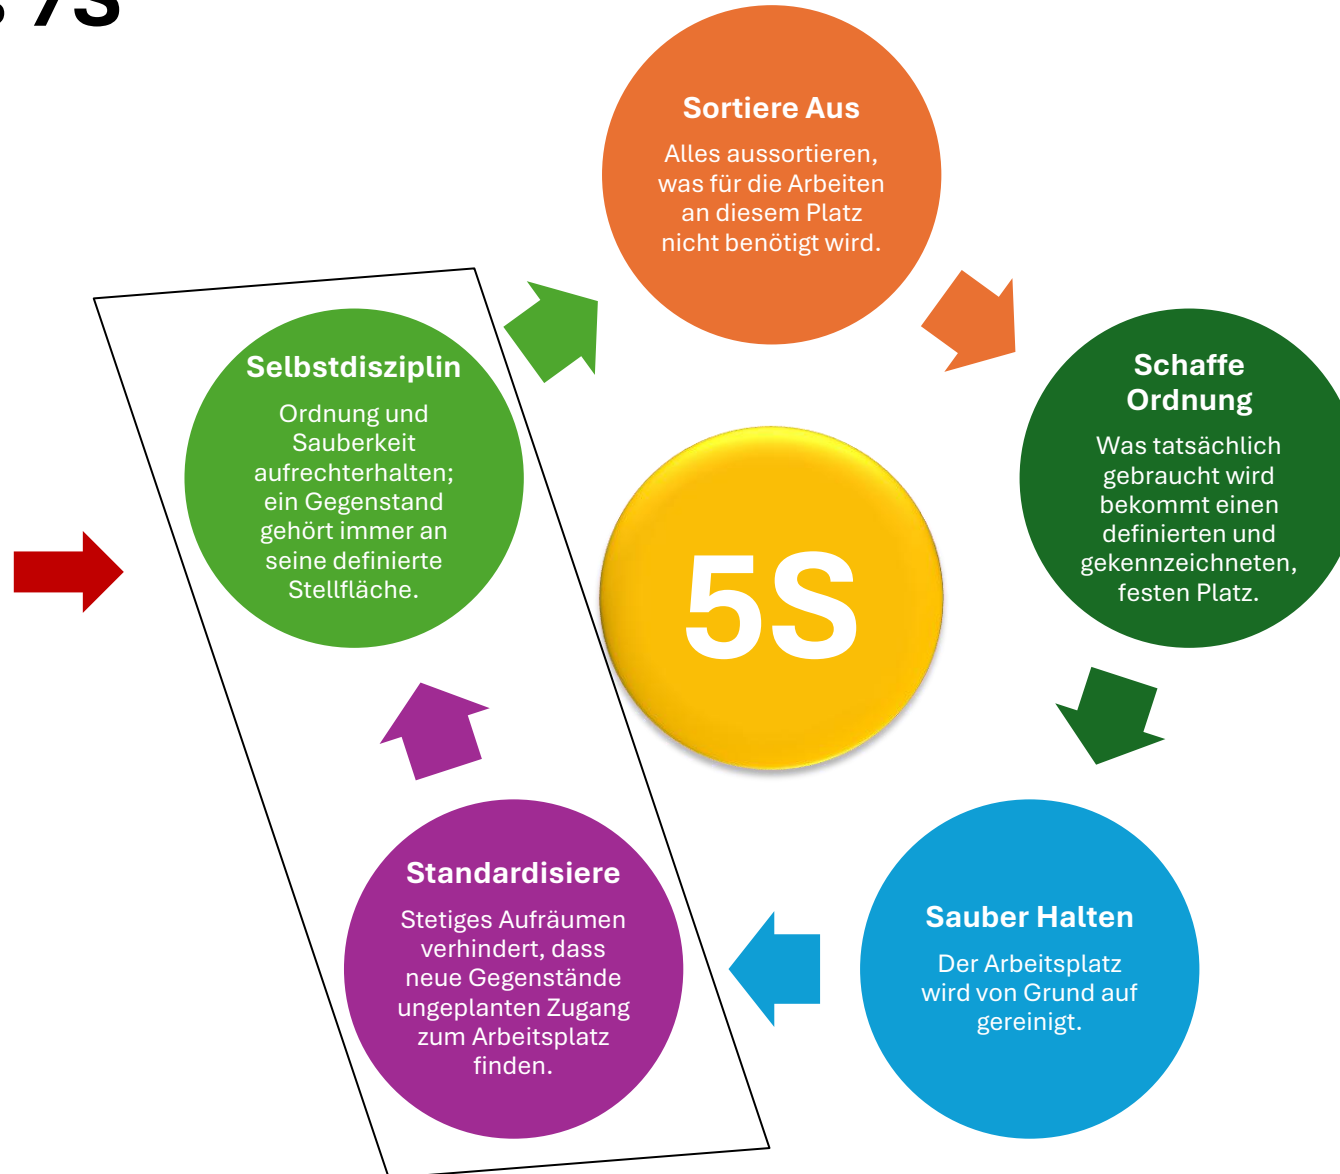 7S
Sortiere Aus
Alles aussortieren,
was für die Arbeiten
an diesem Platz
nicht benötigt wird.
Schaffe
Ordnung
Was tatsächlich
gebraucht wird
bekommt einen
definierten und
gekennzeichneten,
festen Platz.
Sauber Halten
Der Arbeitsplatz
wird von Grund auf
gereinigt.
Standardisiere
Stetiges Aufräumen
verhindert, dass
neue Gegenstände
ungeplanten Zugang
zum Arbeitsplatz
finden.
Selbstdisziplin
Ordnung und
Sauberkeit
aufrechterhalten;
ein Gegenstand
gehört immer an
seine definierte
Stellfläche.
5S